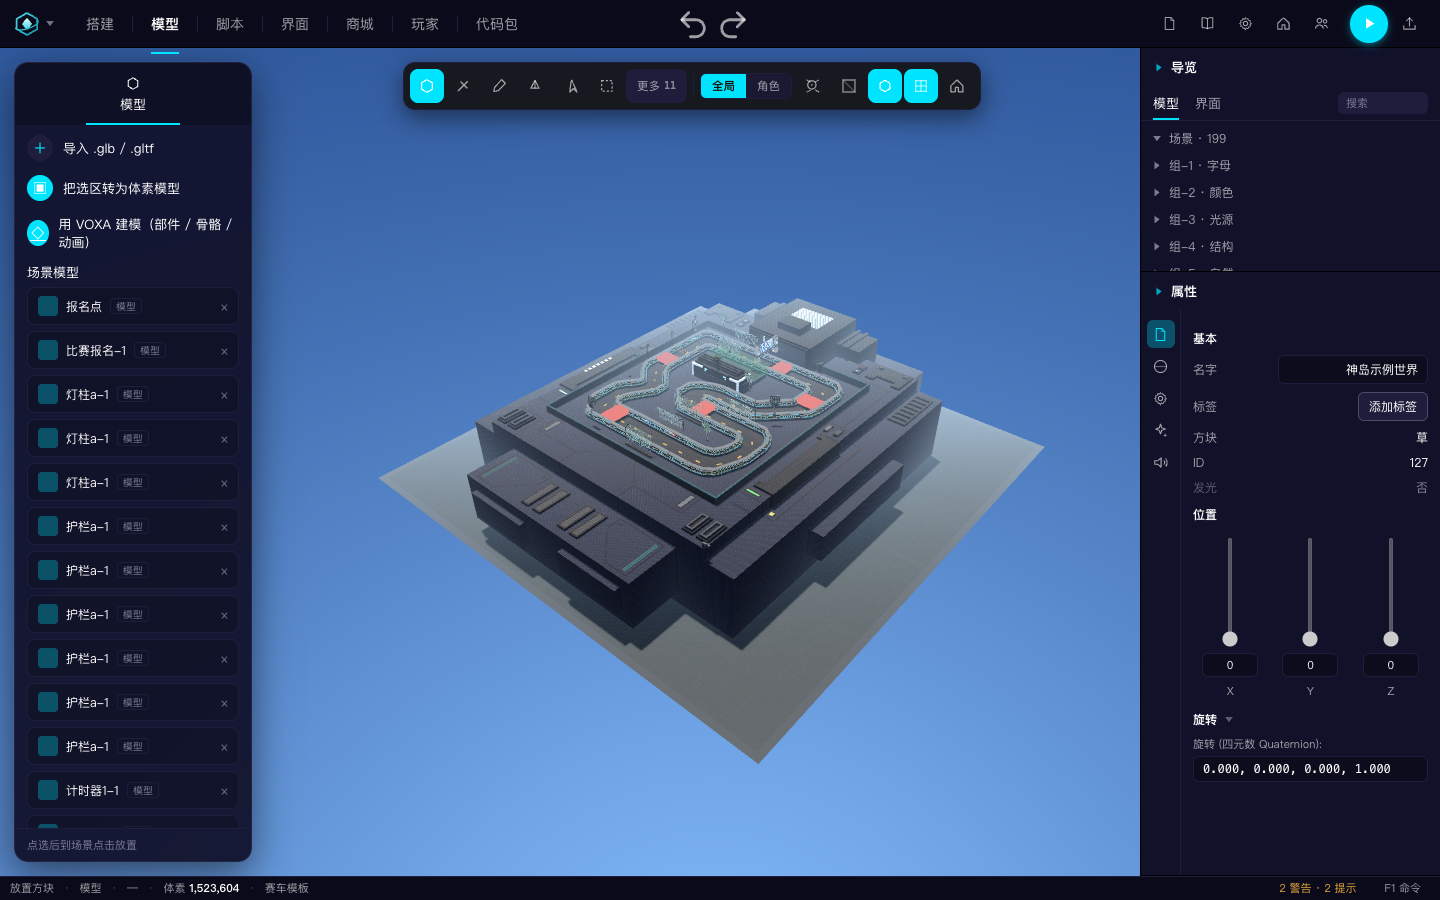 搭建
模型
脚本
界面
商城
玩家
代码包
模型
导入 .glb / .gltf
把选区转为体素模型
用 VOXA 建模（部件 / 骨骼 /
动画）
场景模型
报名点 模型 ×
比赛报名-1 模型 ×
灯柱a-1 模型 ×
灯柱a-1 模型 ×
灯柱a-1 模型 ×
护栏a-1 模型 ×
护栏a-1 模型 ×
护栏a-1 模型 ×
护栏a-1 模型 ×
护栏a-1 模型 ×
护栏a-1 模型 ×
计时器1-1 模型 ×
点选后到场景点击放置
更多 11
全局
角色
导览
模型 界面 搜索
场景 · 199
组-1 · 字母
组-2 · 颜色
组-3 · 光源
组-4 · 结构
属性
基本
名字 神岛示例世界
标签 添加标签
方块 草
ID 127
发光 否
位置
0 0 0
X Y Z
旋转
旋转 (四元数 Quaternion):
0.000, 0.000, 0.000, 1.000
放置方块 · 模型 · — · 体素 1,523,604 · 赛车模板
2 警告 · 2 提示 F1 命令